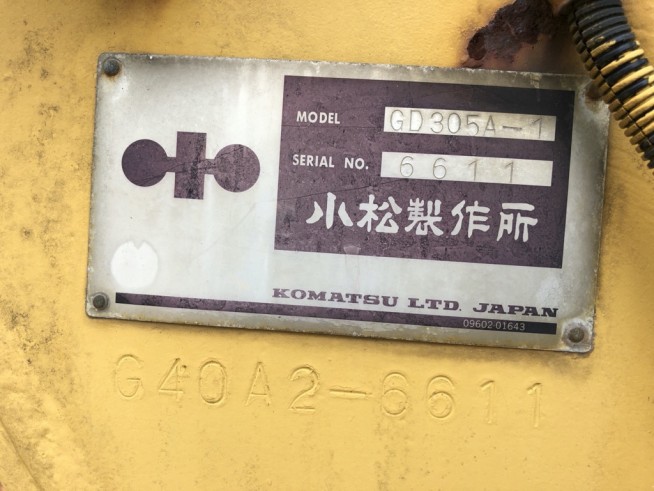 MODEL GD305A-1
SERIAL NO. 6611
小松製作所
KOMATSU LTD. JAPAN
09602-01643
G40A2-6611